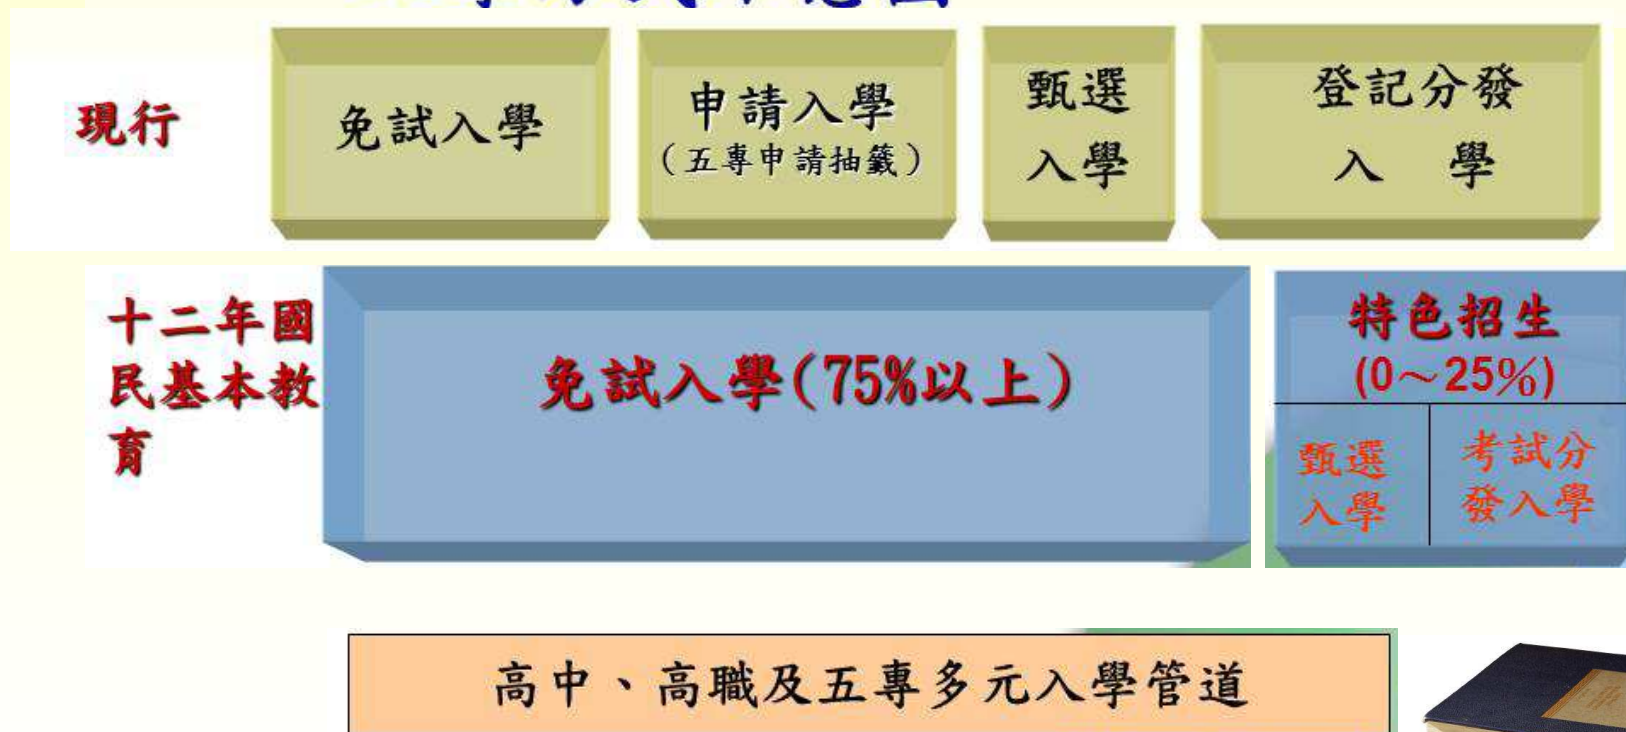 現行
免試入學
申請入學
（五專申請抽籤）
甄選
入學
登記分發
入 學
十二年國
民基本教
育
免試入學(75%以上)
特色招生
(0～25%)
甄選
入學
考試分
發入學
高中、高職及五專多元入學管道